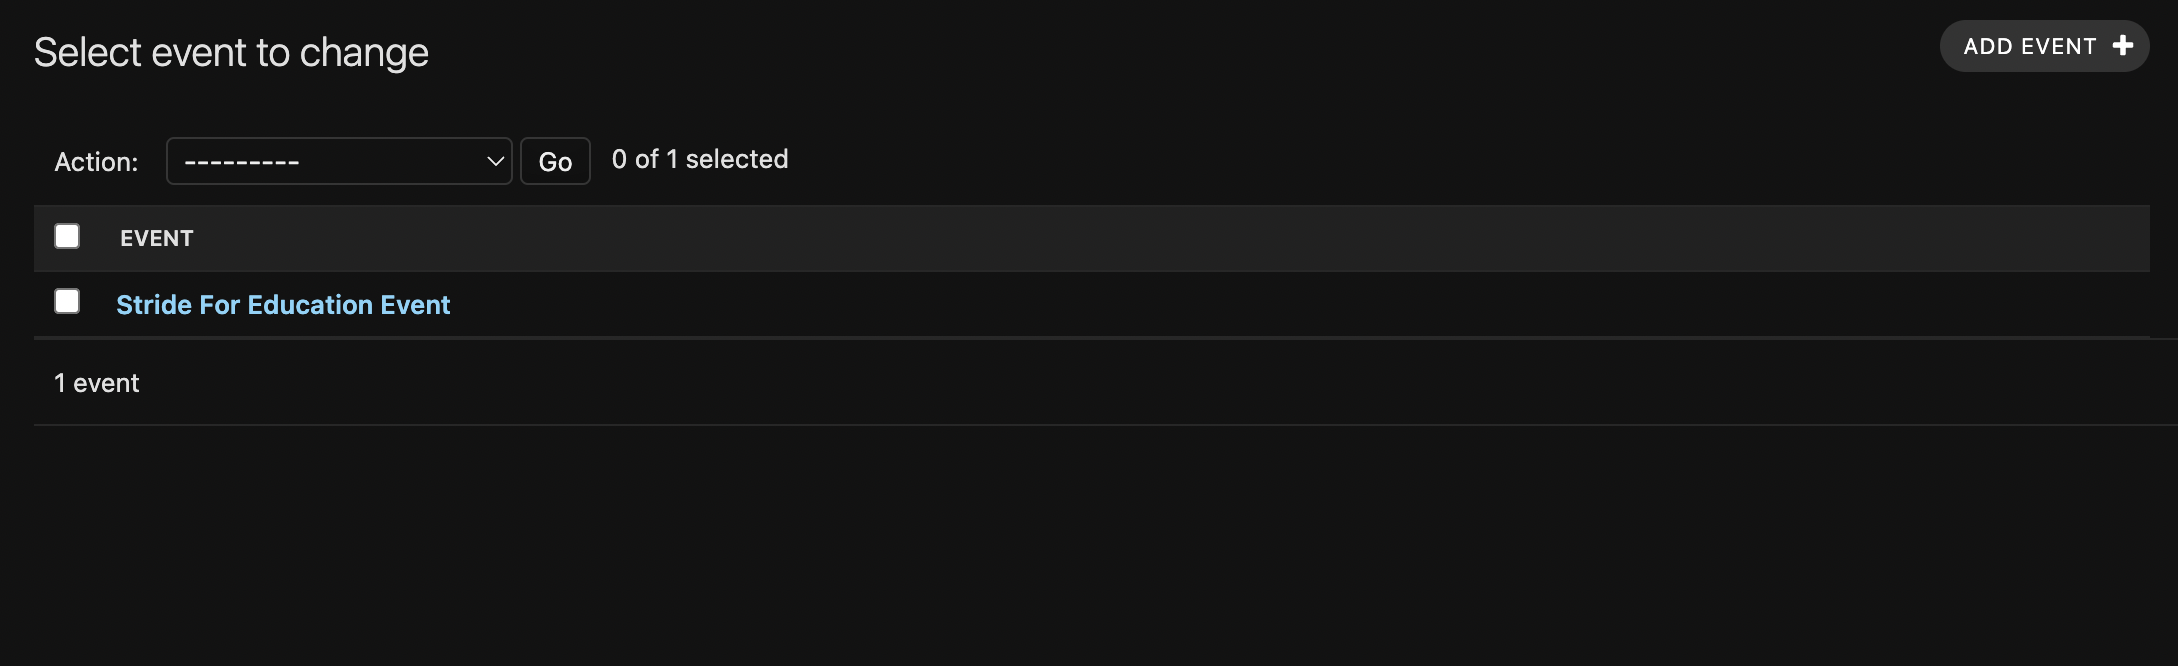 Select event to change
ADD EVENT +
Action: --------- Go 0 of 1 selected
EVENT
Stride For Education Event
1 event